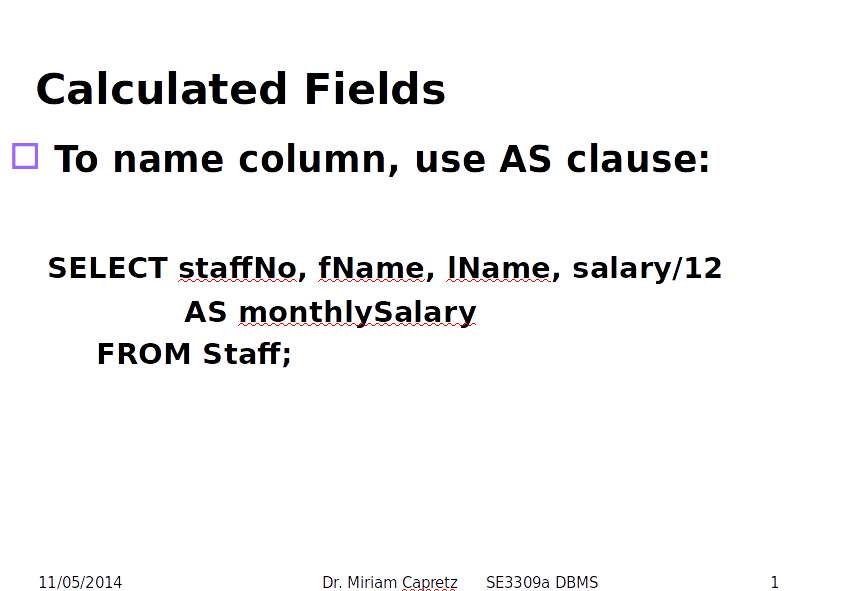 Calculated Fields
To name column, use AS clause:
SELECT staffNo, fName, lName, salary/12
AS monthlySalary
FROM Staff;
11/05/2014 Dr. Miriam Capretz SE3309a DBMS 1